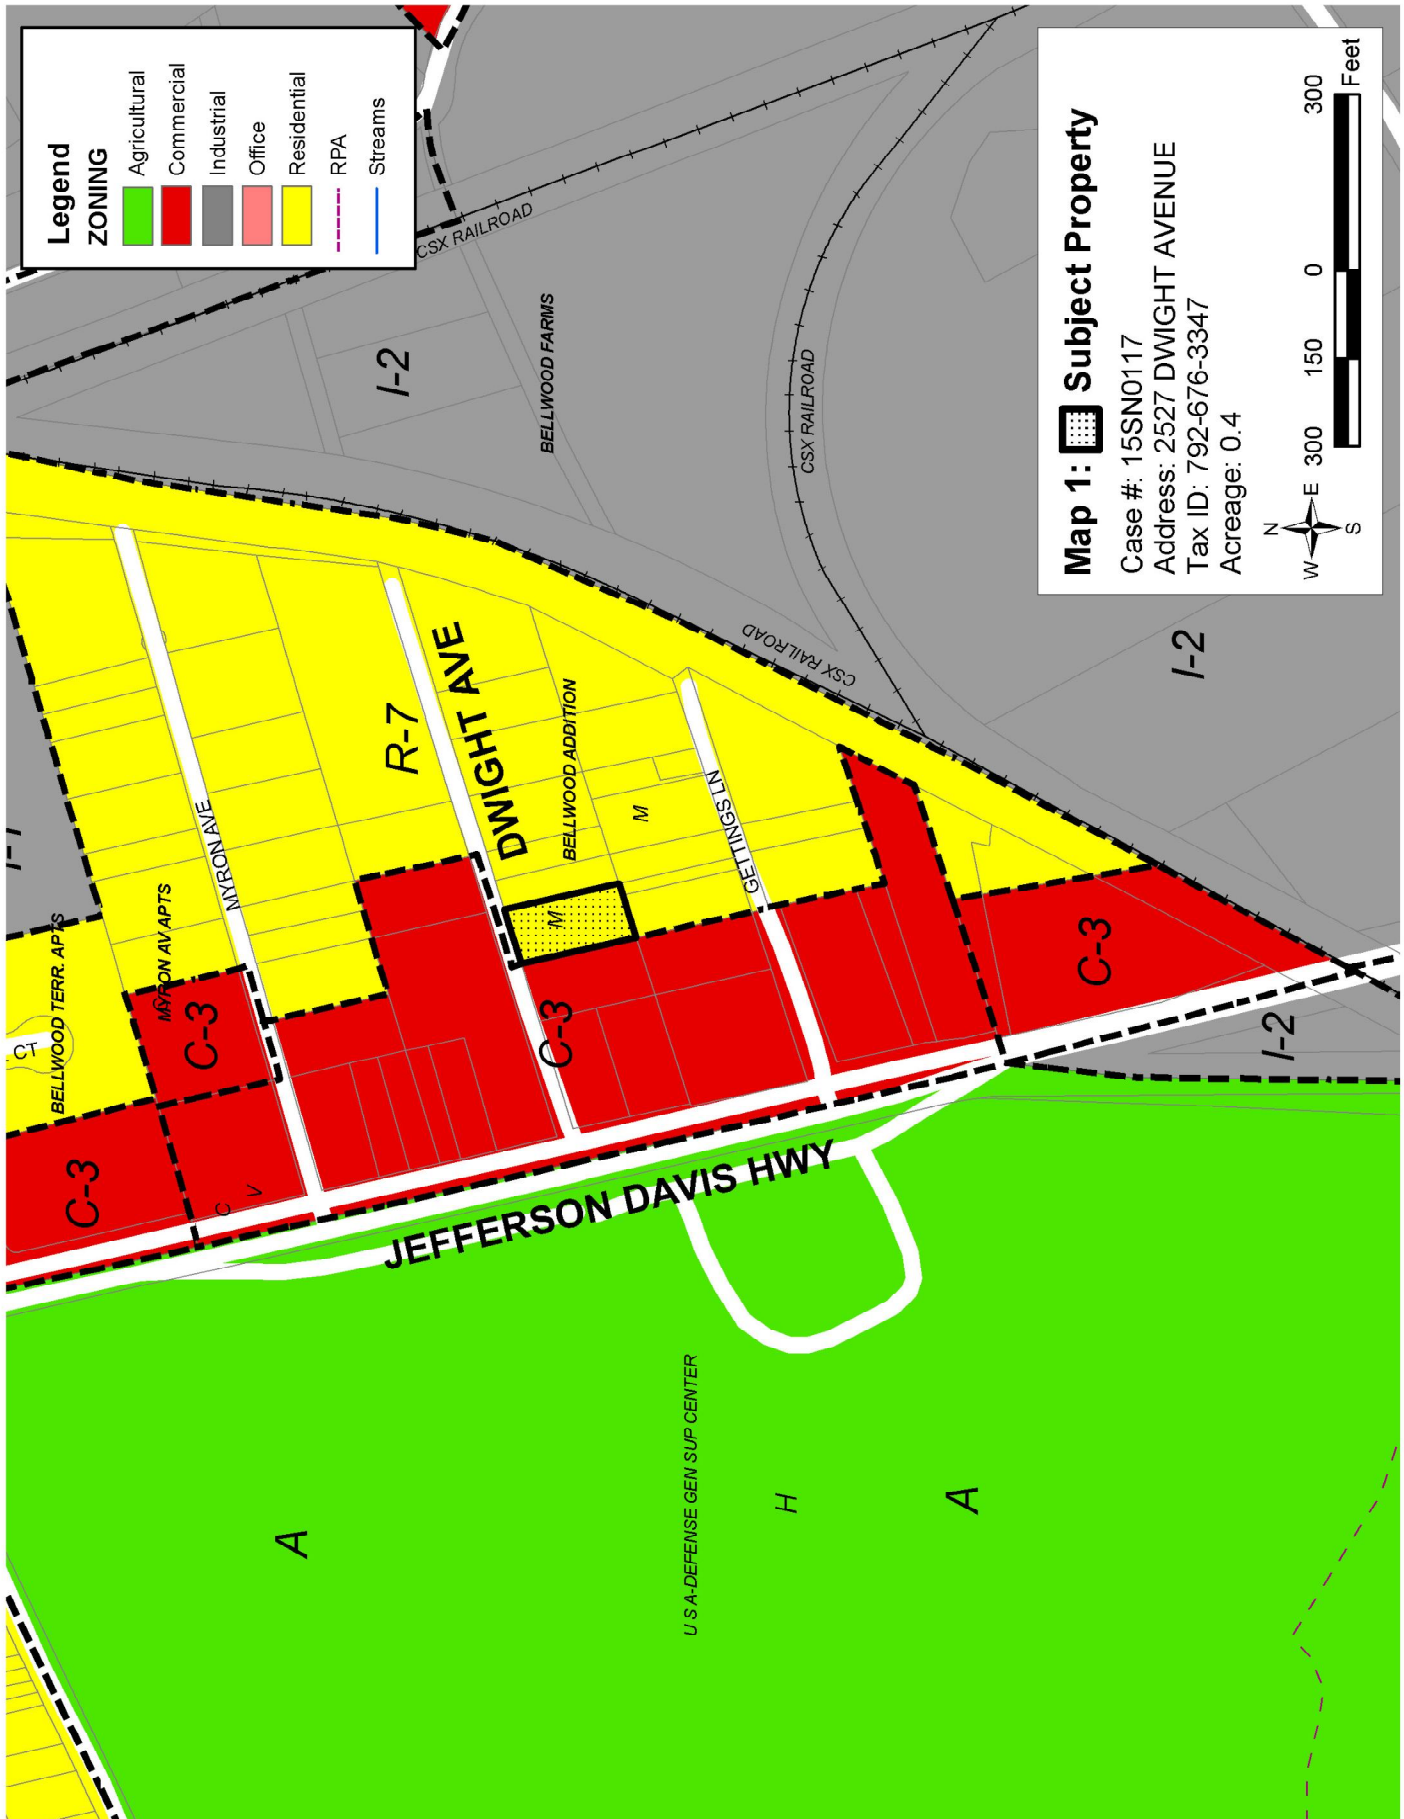 Legend
ZONING
Agricultural
Commercial
Industrial
Office
Residential
RPA
Streams
CSX RAILROAD
I-2
BELLWOOD FARMS
CSX RAILROAD
CSX RAILROAD
I-2
Map 1: Subject Property
Case #: 15SN0117
Address: 2527 DWIGHT AVENUE
Tax ID: 792-676-3347
Acreage: 0.4
N
W E
S
300 150 0 300
Feet
MYRON AVE
R-7
DWIGHT AVE
BELLWOOD ADDITION
M
GETTINGS LN
M
BELLWOOD TERR. APTS
MYRON AV APTS
CT
C-3
C-3
C-3
C-3
I-2
C
V
JEFFERSON DAVIS HWY
U S A-DEFENSE GEN SUP CENTER
A
H
A